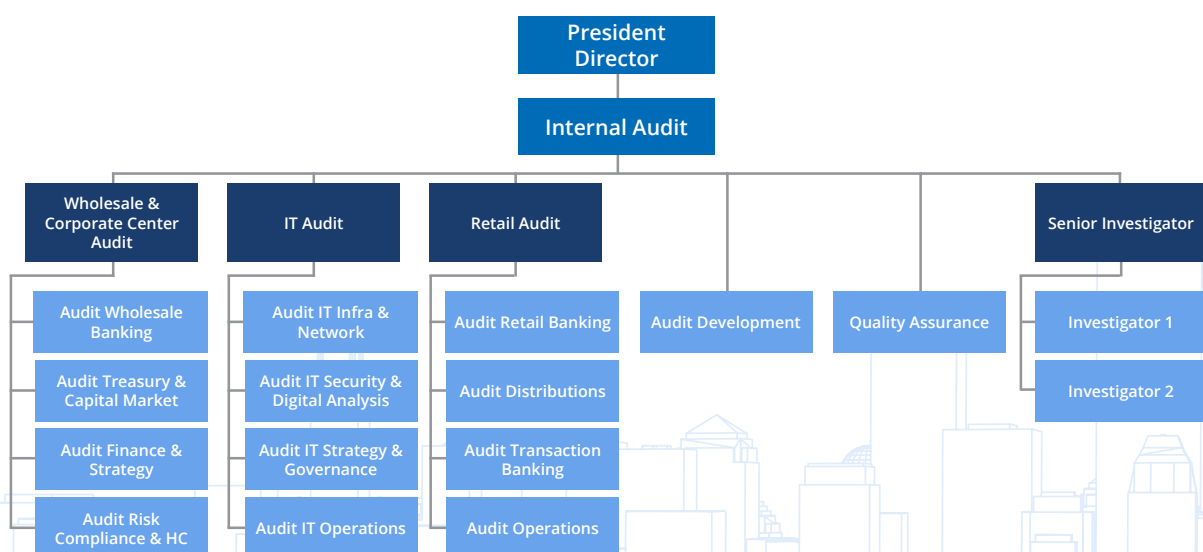 President
Director
Internal Audit
Wholesale &
Corporate Center
Audit
IT Audit
Retail Audit
Senior Investigator
Audit Wholesale
Banking
Audit IT Infra &
Network
Audit Retail Banking
Audit Development
Quality Assurance
Investigator 1
Audit Treasury &
Capital Market
Audit IT Security &
Digital Analysis
Audit Distributions
Investigator 2
Audit Finance &
Strategy
Audit IT Strategy &
Governance
Audit Transaction
Banking
Audit Risk
Compliance & HC
Audit IT Operations
Audit Operations